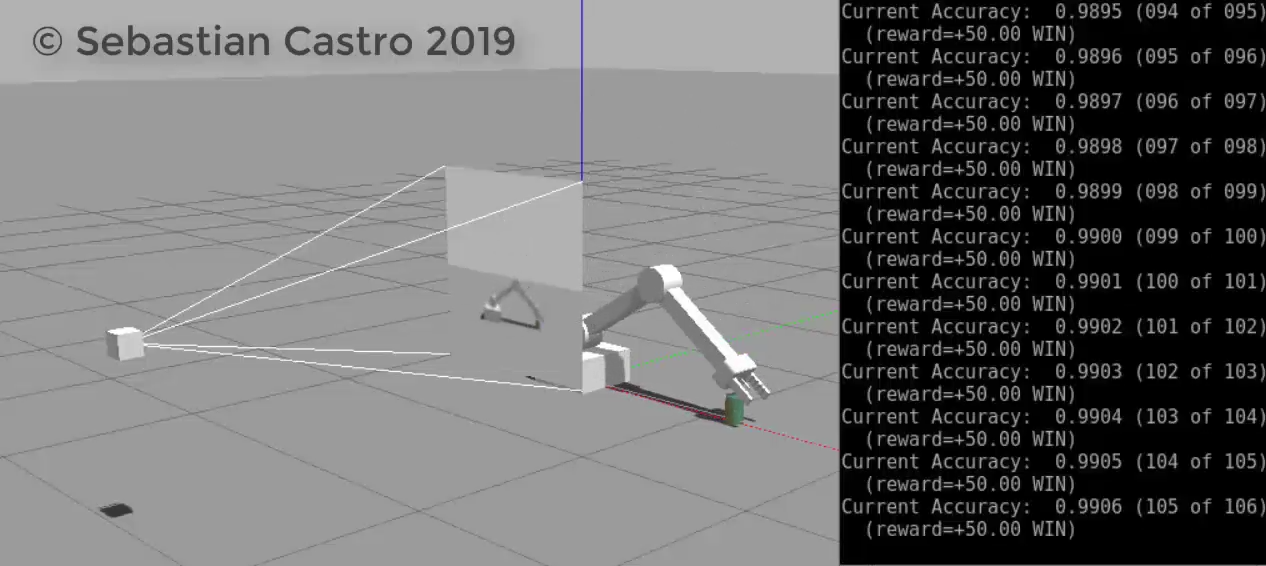 © Sebastian Castro 2019
Current Accuracy:  0.9895 (094 of 095)
  (reward=+50.00 WIN)
Current Accuracy:  0.9896 (095 of 096)
  (reward=+50.00 WIN)
Current Accuracy:  0.9897 (096 of 097)
  (reward=+50.00 WIN)
Current Accuracy:  0.9898 (097 of 098)
  (reward=+50.00 WIN)
Current Accuracy:  0.9899 (098 of 099)
  (reward=+50.00 WIN)
Current Accuracy:  0.9900 (099 of 100)
  (reward=+50.00 WIN)
Current Accuracy:  0.9901 (100 of 101)
  (reward=+50.00 WIN)
Current Accuracy:  0.9902 (101 of 102)
  (reward=+50.00 WIN)
Current Accuracy:  0.9903 (102 of 103)
  (reward=+50.00 WIN)
Current Accuracy:  0.9904 (103 of 104)
  (reward=+50.00 WIN)
Current Accuracy:  0.9905 (104 of 105)
  (reward=+50.00 WIN)
Current Accuracy:  0.9906 (105 of 106)
  (reward=+50.00 WIN)